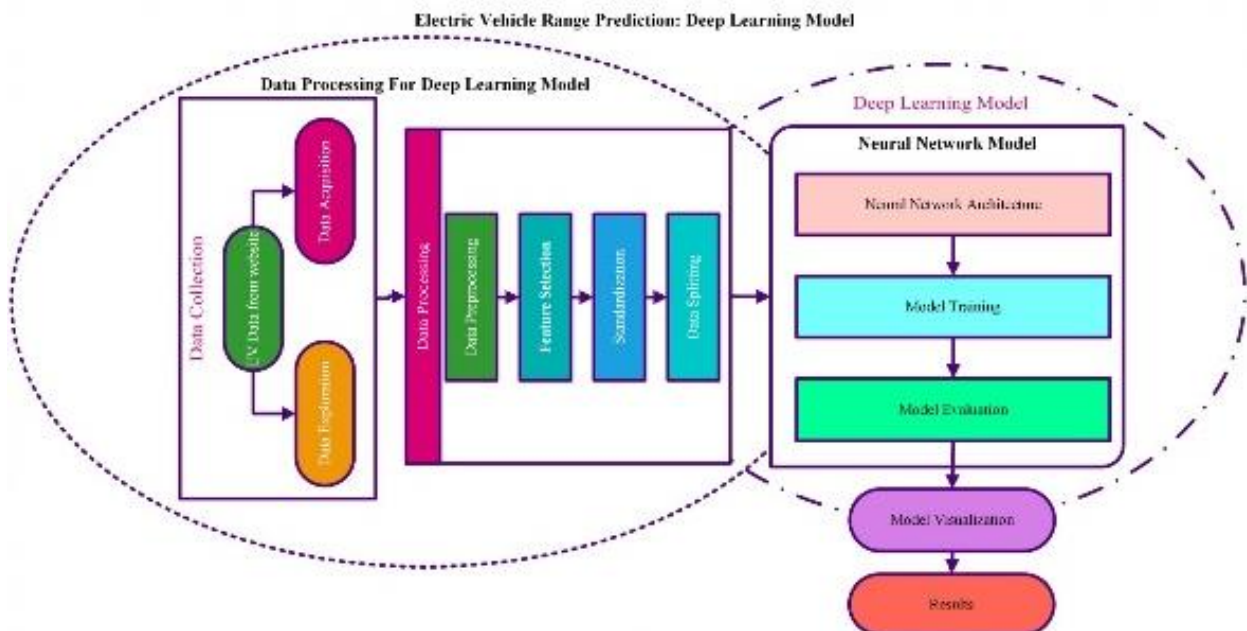 Electric Vehicle Range Prediction: Deep Learning Model
Data Processing For Deep Learning Model
Data Collection
UV Data from website
Data Acquisition
Data Exploration
Data Processing
Data Preprocessing
Feature Selection
Standardization
Data Spliting
Deep Learning Model
Neural Network Model
Neural Network Architecture
Model Training
Model Evaluation
Model Visualization
Results